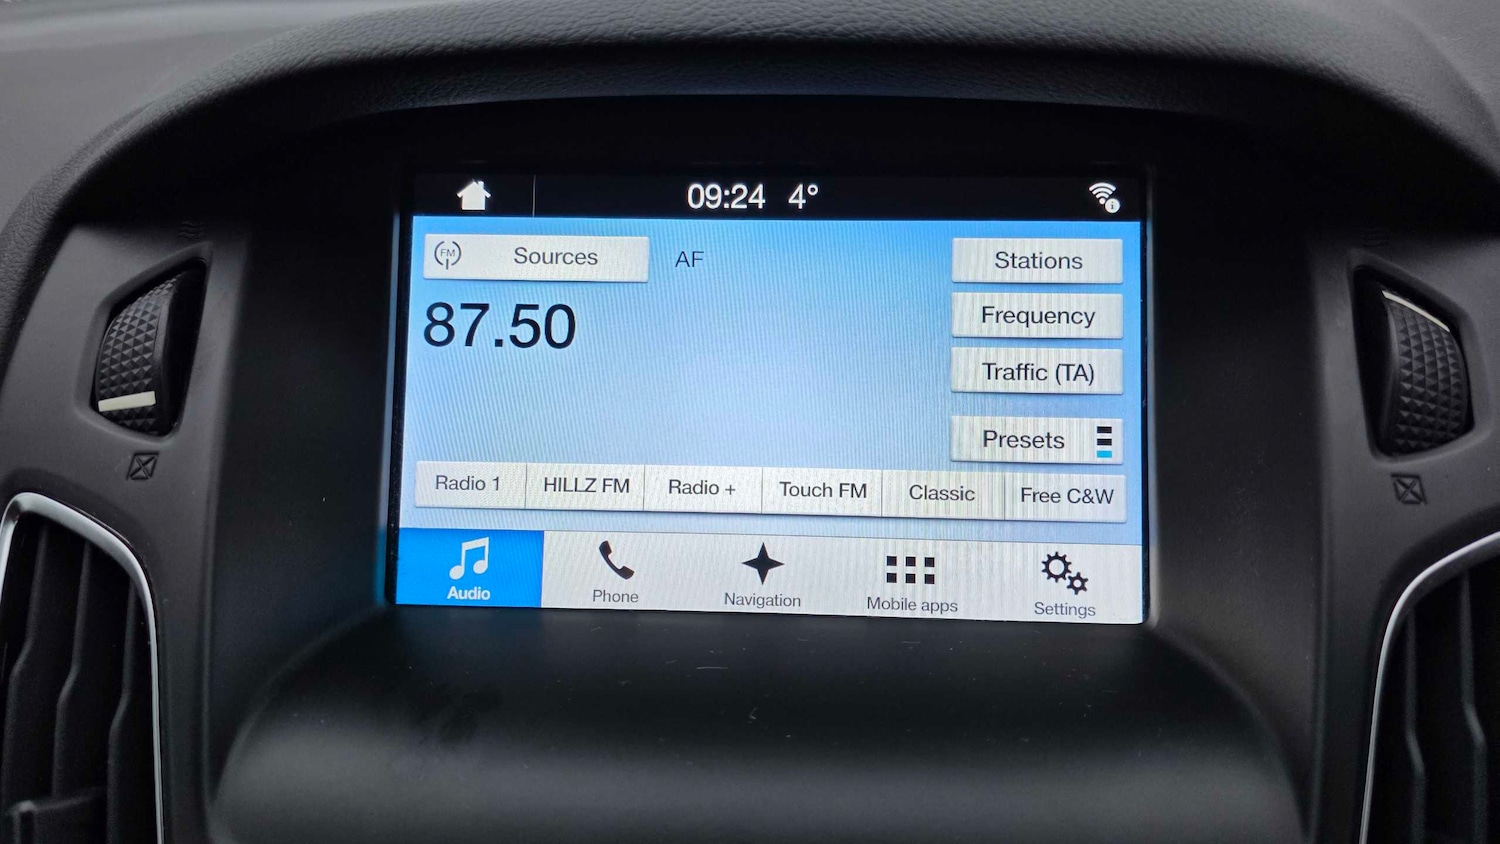 09:24 4°
FM Sources AF Stations
87.50
Frequency
Traffic (TA)
Presets
Radio 1 HILLZ FM Radio + Touch FM Classic Free C&W
Audio Phone Navigation Mobile apps Settings